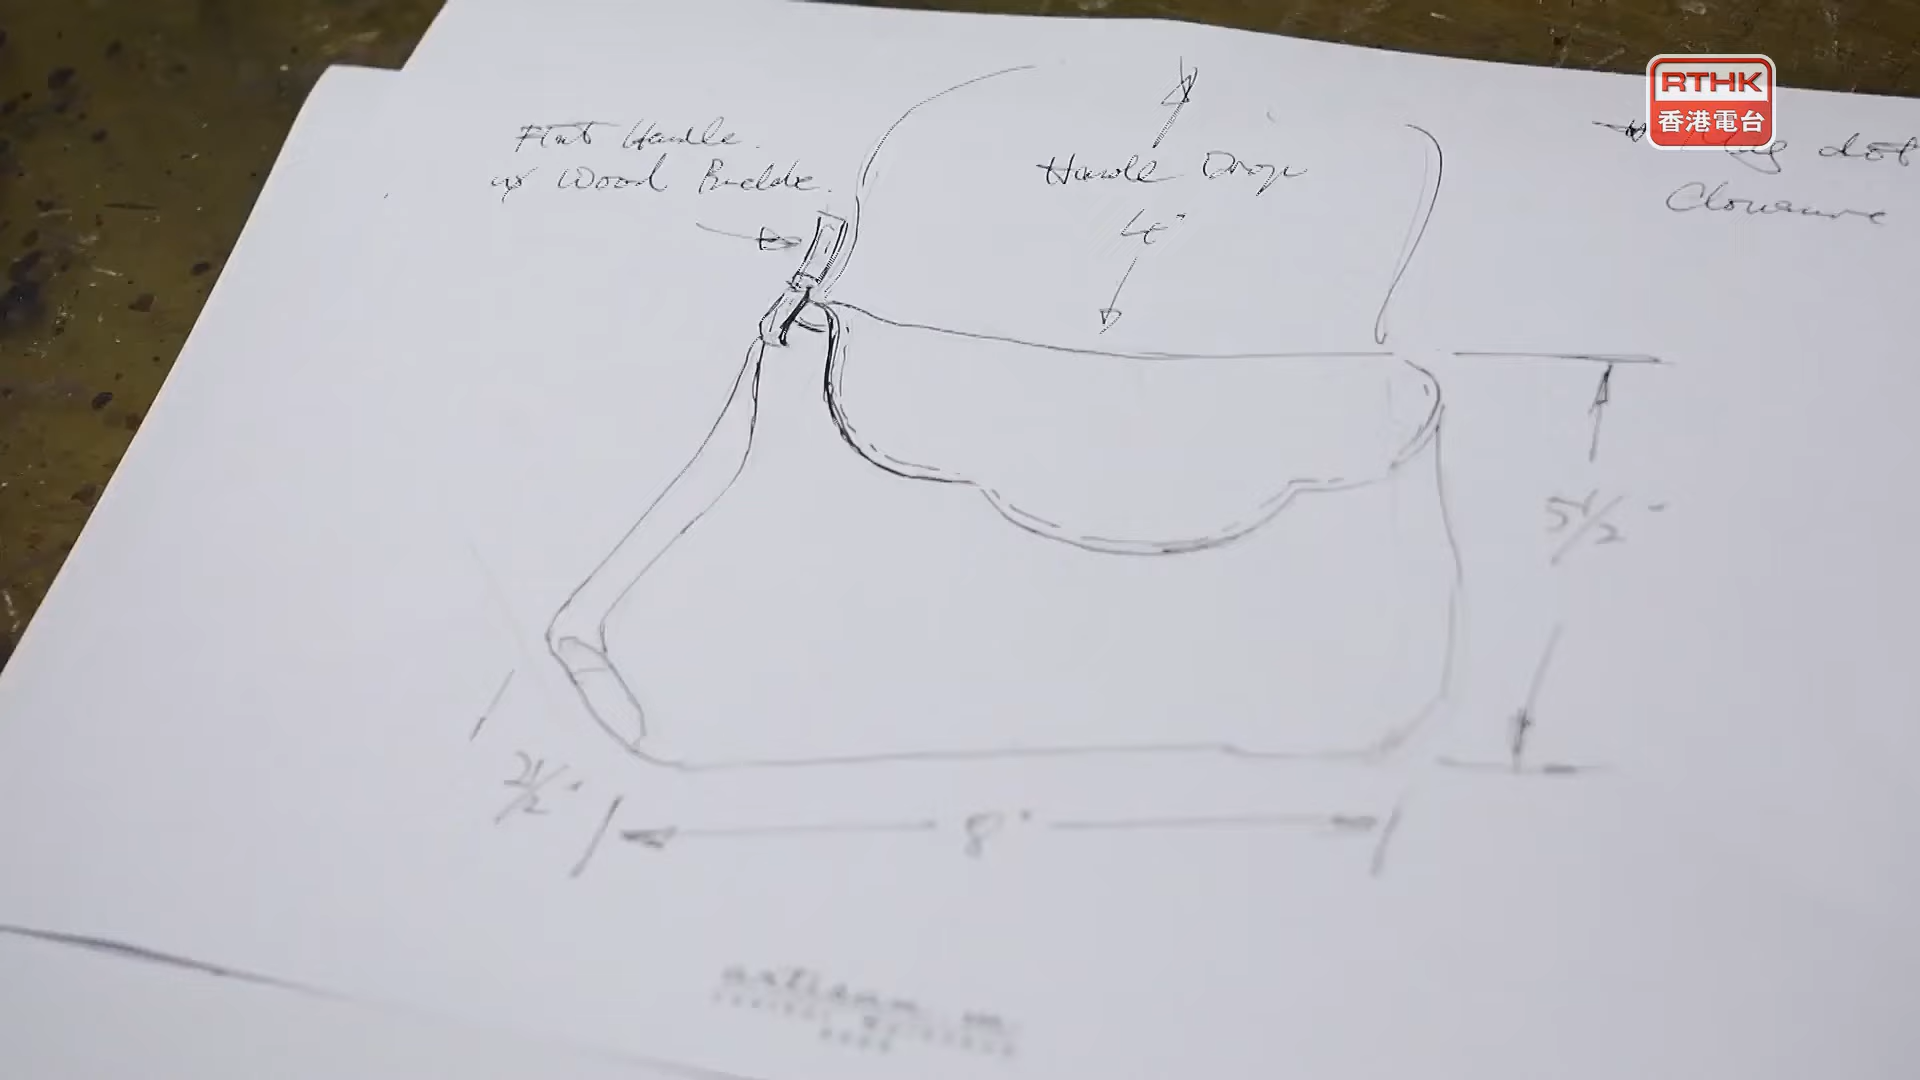 RTHK
香港電台
Flat Handle.
w/ Wood Buckle.
Handle Drop
4"
dot
Closure
5 1/2"
2 1/2"
8"